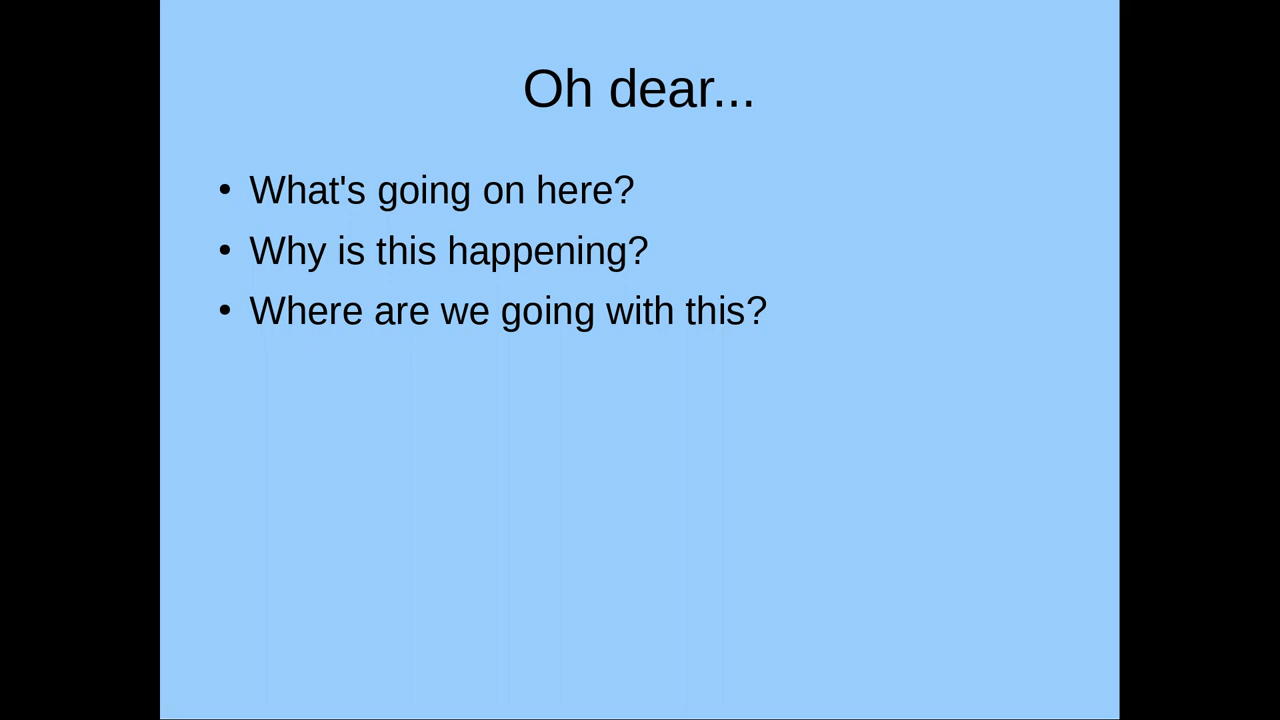 Oh dear...
• What's going on here?
• Why is this happening?
• Where are we going with this?